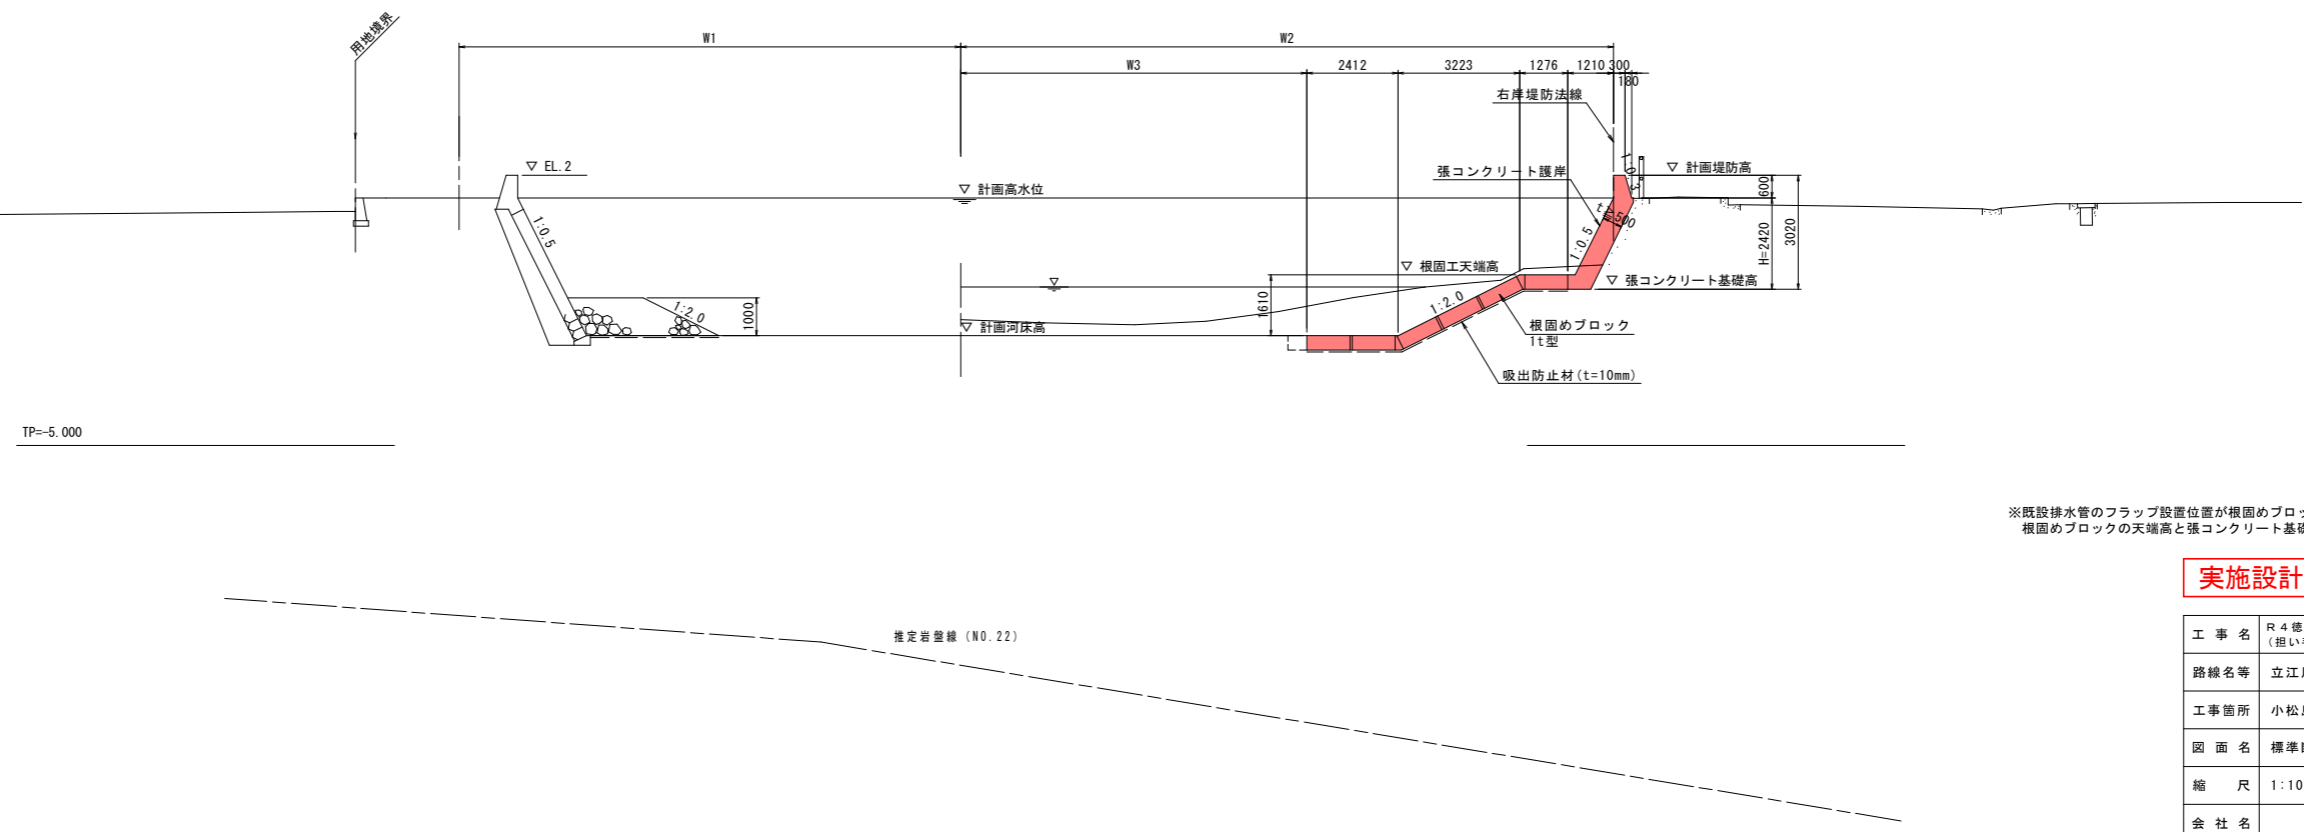 用地境界
W1
W2
W3
2412
3223
1276
1210
300
180
右岸堤防法線
▽ EL.2
1:0.3
▽ 計画堤防高
張コンクリート護岸
▽ 計画高水位
600
t=500
1:0.5
1:0.5
H=2420
3020
▽ 根固工天端高
▽ 張コンクリート基礎高
1:2.0
1000
1610
1:2.0
▽ 計画河床高
根固めブロック
1t型
吸出防止材(t=10mm)
TP=-5.000
※既設排水管のフラップ設置位置が根固めブロッ
根固めブロックの天端高と張コンクリート基礎
実施設計
推定岩盤線 (NO.22)
工 事 名 R4徳
(担い
路線名等 立江
工事箇所 小松
図 面 名 標準
縮 尺 1:10
会 社 名